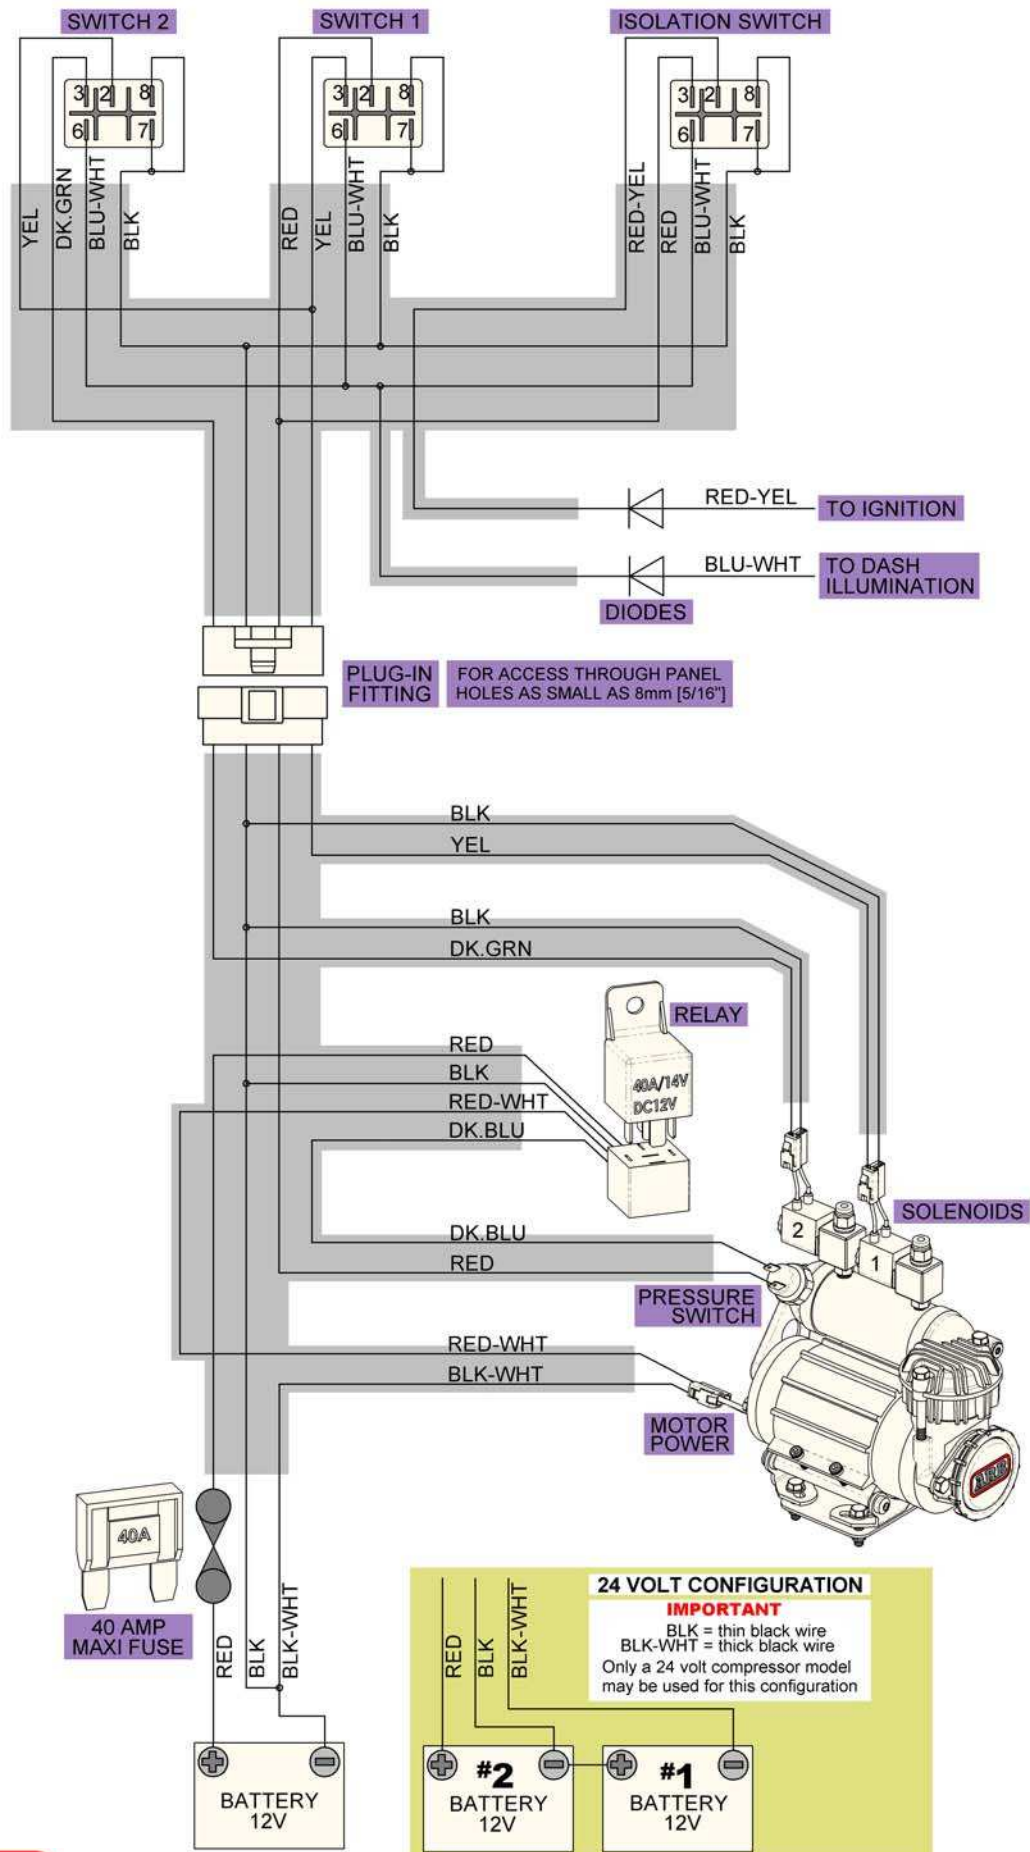 SWITCH 2
SWITCH 1
ISOLATION SWITCH
3 2 8
6 7
3 2 8
6 7
3 2 8
6 7
YEL
DK.GRN
BLU-WHT
BLK
RED
YEL
BLU-WHT
BLK
RED-YEL
RED
BLU-WHT
BLK
RED-YEL
TO IGNITION
BLU-WHT
TO DASH
ILLUMINATION
DIODES
PLUG-IN
FITTING
FOR ACCESS THROUGH PANEL
HOLES AS SMALL AS 8mm [5/16"]
BLK
YEL
BLK
DK.GRN
RELAY
40A/14V
DC12V
RED
BLK
RED-WHT
DK.BLU
SOLENOIDS
2
1
DK.BLU
RED
PRESSURE
SWITCH
RED-WHT
BLK-WHT
MOTOR
POWER
ARB
40A
40 AMP
MAXI FUSE
RED
BLK
BLK-WHT
BATTERY
12V
24 VOLT CONFIGURATION
IMPORTANT
BLK = thin black wire
BLK-WHT = thick black wire
Only a 24 volt compressor model
may be used for this configuration
RED
BLK
BLK-WHT
#2
BATTERY
12V
#1
BATTERY
12V